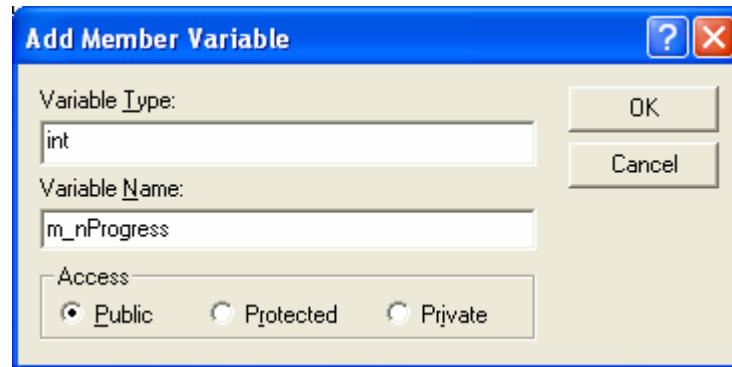 Add Member Variable
Variable Type:
OK
int
Cancel
Variable Name:
m_nProgress
Access
Public Protected Private